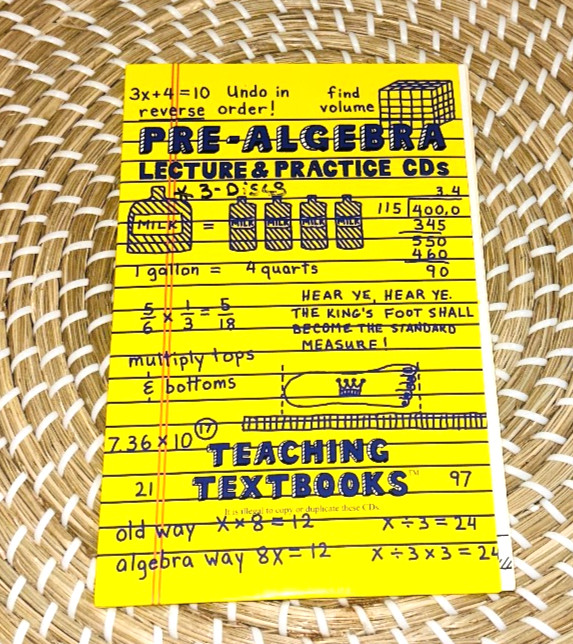 3x+4=10 Undo in
reverse order!
find
volume
PRE-ALGEBRA
LECTURE & PRACTICE CDs
* 3-Discs
MILK = MILK MILK MILK MILK
1 gallon = 4 quarts
3 4
115 400.0
345
550
460
90
5/6 x 1/3 = 5/18
multiply tops
& bottoms
HEAR YE, HEAR YE.
THE KING'S FOOT SHALL
BECOME THE STANDARD
MEASURE!
7.36 x 10 17
TEACHING
TEXTBOOKS™
21
97
It is illegal to copy or duplicate these CDs
old way X x 8 = 12 X ÷ 3 = 24
algebra way 8X = 12 X ÷ 3 x 3 = 24